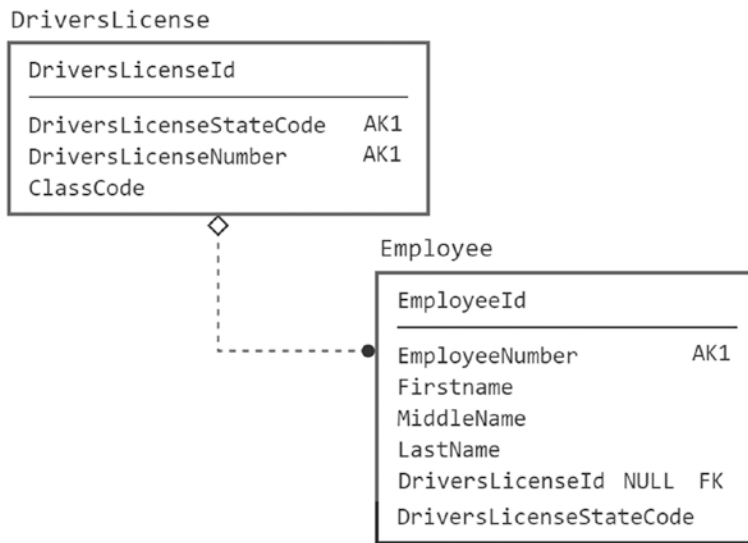 DriversLicense
DriversLicenseId
DriversLicenseStateCode AK1
DriversLicenseNumber AK1
ClassCode
Employee
EmployeeId
EmployeeNumber AK1
Firstname
MiddleName
LastName
DriversLicenseId NULL FK
DriversLicenseStateCode